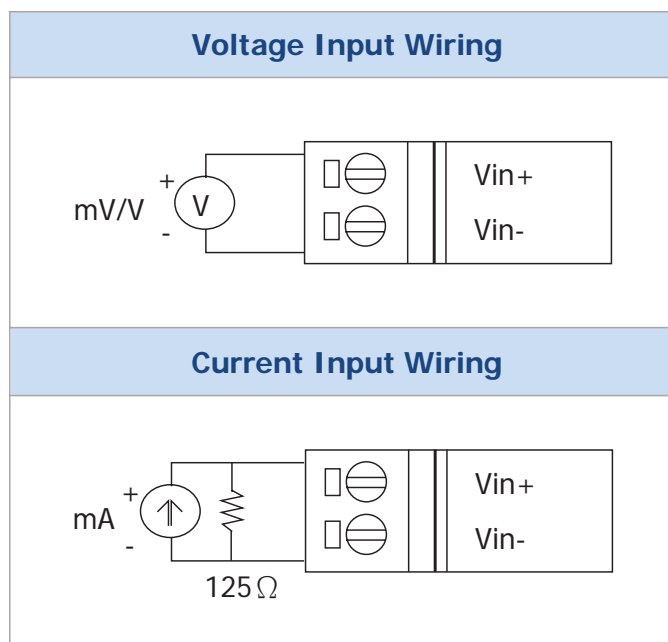 Voltage Input Wiring
+
mV/V
V
-
Vin+
Vin-
Current Input Wiring
+
mA
-
125Ω
Vin+
Vin-